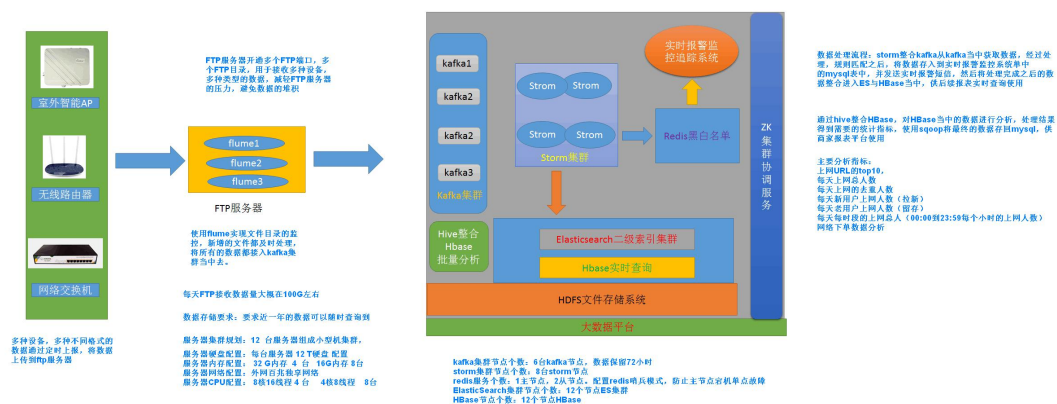 室外智能AP
无线路由器
网络交换机
多种设备，多种不同格式的
数据通过定时上报，将数据
上传到ftp服务器
FTP服务器开通多个FTP端口，多
个FTP目录，用于接收多种设备，
多种类型的数据，减轻FTP服务器
的压力，避免数据的堆积
flume1
flume2
flume3
FTP服务器
使用flume实现文件目录的监
控，新增的文件都及时处理，
将所有的数据都接入kafka集
群当中去。
每天FTP接收数据量大概在100G左右
数据存储要求：要求近一年的数据可以随时查询到
服务器集群规划：12 台服务器组成小型机集群，
服务器硬盘配置：每台服务器 12 T硬盘 配置
服务器内存配置： 32 G内存 4 台 16G内存 8台
服务器网络配置：外网百兆独享网络
服务器CPU配置： 8核16线程 4 台 4核8线程 8台
kafka1
kafka2
kafka2
kafka3
Kafka集群
Strom
Strom
Strom
Strom
Storm集群
实时报警监
控追踪系统
Redis黑白名单
Hive整合
Hbase
批量分析
Elasticsearch二级索引集群
Hbase实时查询
HDFS文件存储系统
大数据平台
ZK
集
群
协
调
服
务
kafka集群节点个数：6台kafka节点，数据保留72小时
storm集群节点个数：8台storm节点
redis服务个数：1主节点，2从节点。配置redis哨兵模式，防止主节点宕机单点故障
ElasticSearch集群节点个数：12个节点ES集群
HBase节点个数：12个节点HBase
数据处理流程：storm整合kafka从kafka当中获取数据，经过处
理，规则匹配之后，将数据存入到实时报警监控系统单中
的mysql表中，并发送实时报警短信，然后将处理完成之后的数
据整合进入ES与HBase当中，供后续报表实时查询使用
通过hive整合HBase，对HBase当中的数据进行分析，处理结果
得到需要的统计指标，使用sqoop将最终的数据存回mysql，供
商家报表平台使用
主要分析指标：
上网URL的top10，
每天上网总人数
每天上网的去重人数
每天新用户上网人数（拉新）
每天老用户上网人数（留存）
每天每时段的上网总人（00:00到23:59每个小时的上网人数）
网络下单数据分析